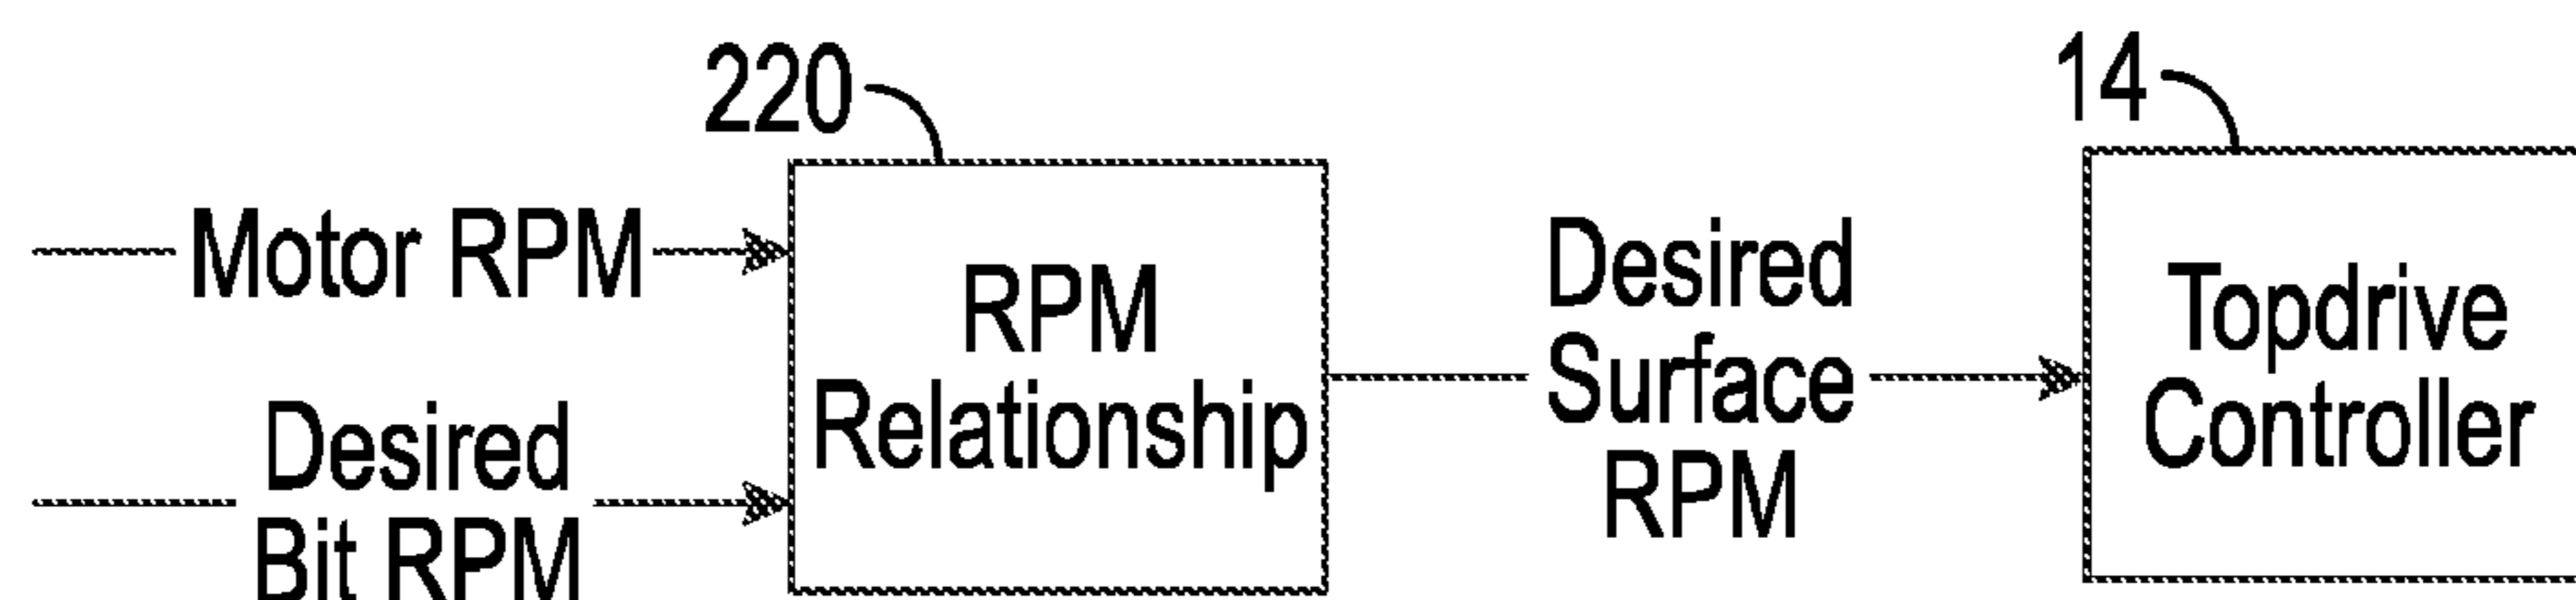 220
14
Motor RPM
Desired
Bit RPM
RPM
Relationship
Desired
Surface
RPM
Topdrive
Controller